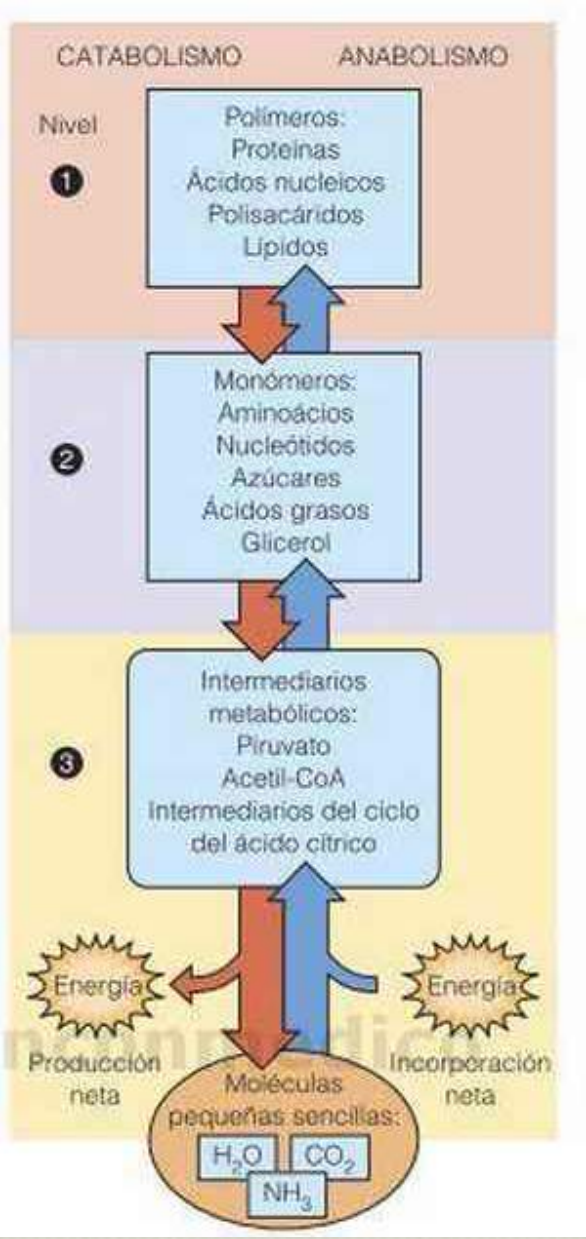 CATABOLISMO
ANABOLISMO
Nivel
1
Polímeros:
Proteinas
Ácidos nucleicos
Polisacáridos
Lípidos
2
Monómeros:
Aminoácios
Nucleótidos
Azúcares
Ácidos grasos
Glicerol
3
Intermediarios
metabólicos:
Piruvato
Acetil-CoA
Intermediarios del ciclo
del ácido cítrico
Energía
Energía
Producción
neta
Incorporación
neta
Moléculas
pequeñas sencillas:
H₂O
CO₂
NH₃